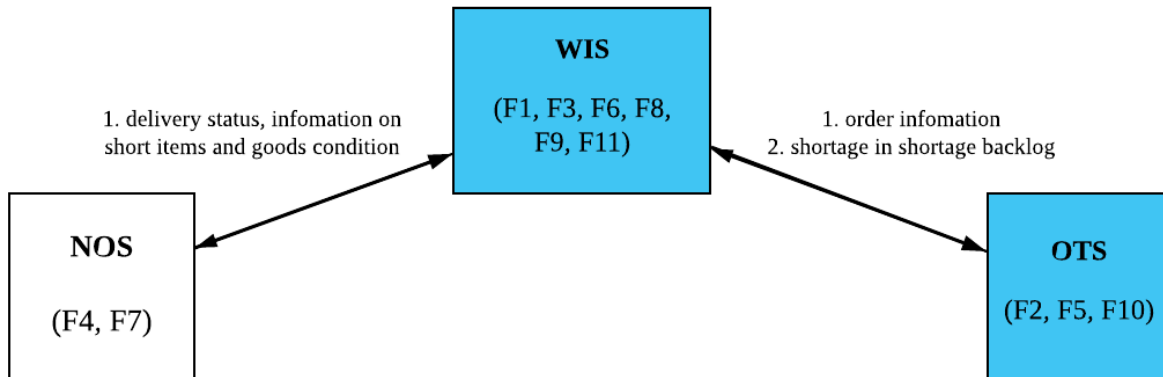 WIS
(F1, F3, F6, F8,
F9, F11)
1. delivery status, infomation on
short items and goods condition
1. order infomation
2. shortage in shortage backlog
NOS
(F4, F7)
OTS
(F2, F5, F10)